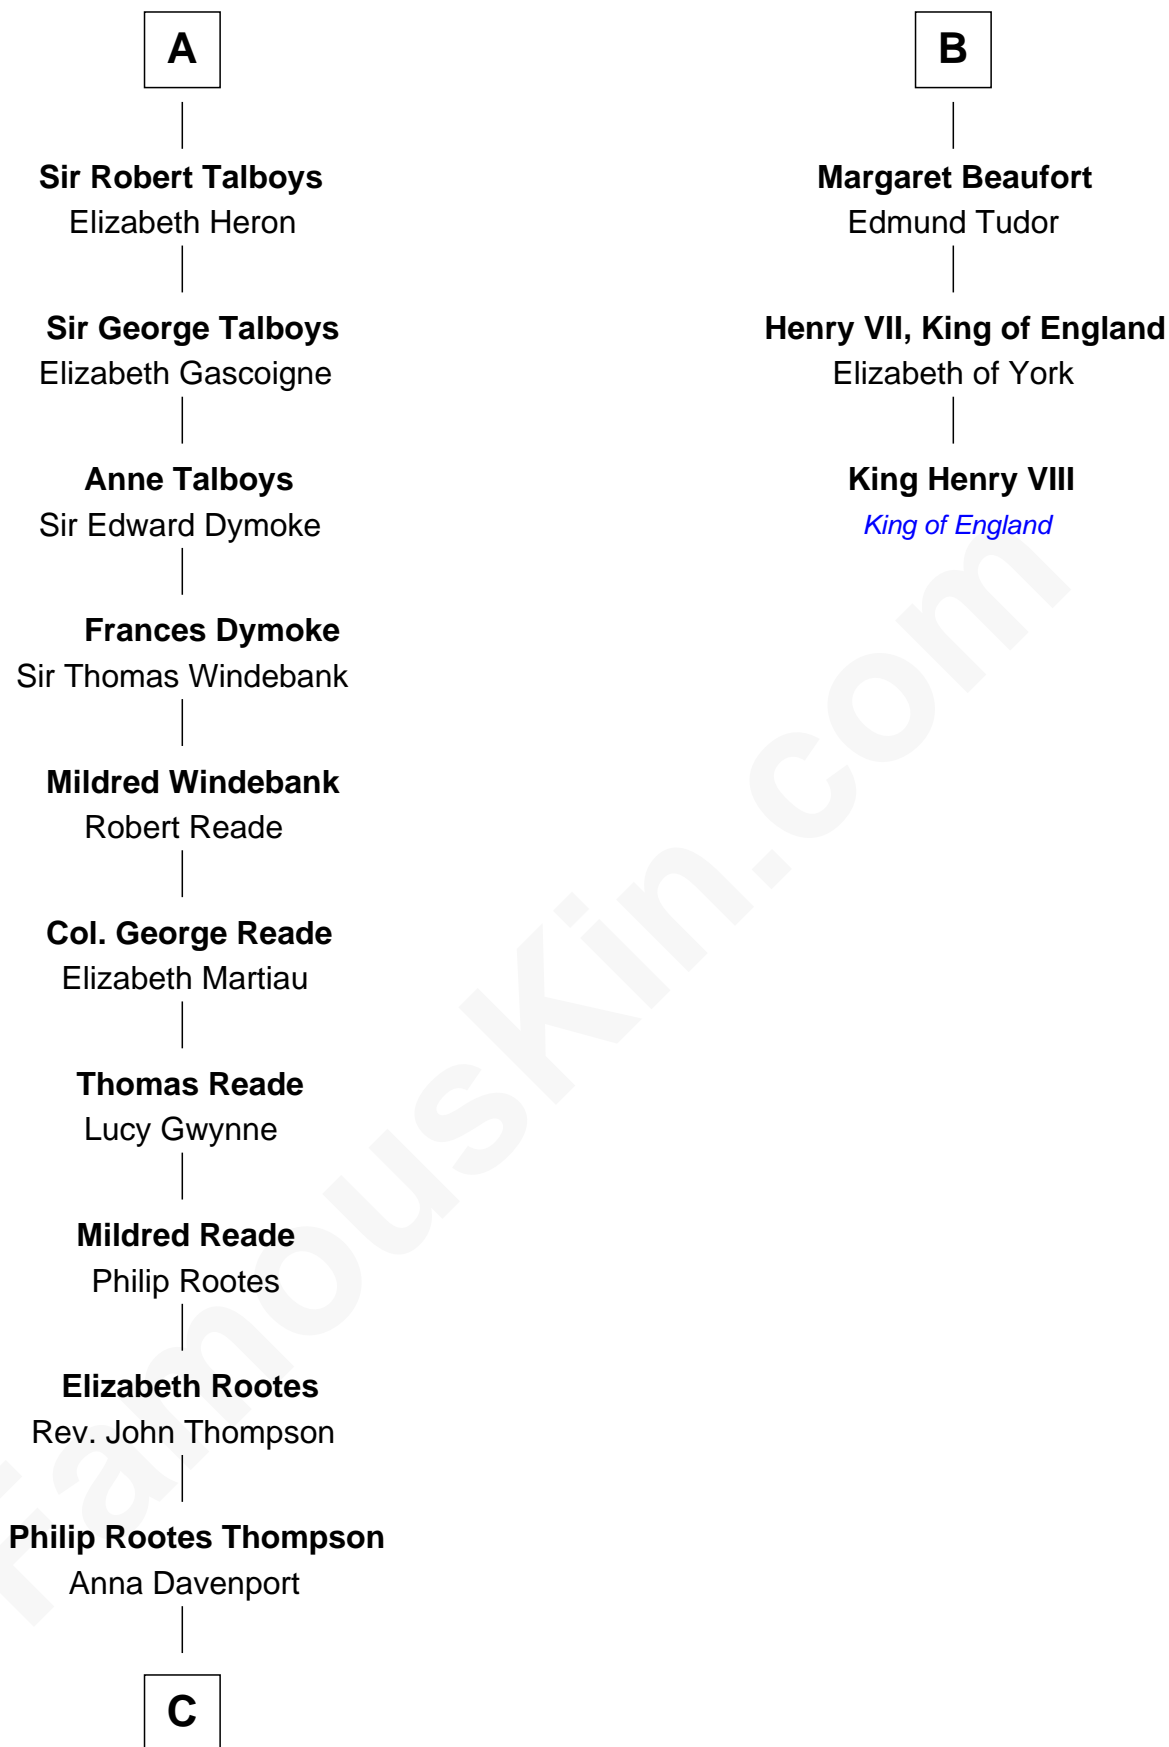 A
Sir Robert Talboys
Elizabeth Heron
Sir George Talboys
Elizabeth Gascoigne
Anne Talboys
Sir Edward Dymoke
Frances Dymoke
Sir Thomas Windebank
Mildred Windebank
Robert Reade
Col. George Reade
Elizabeth Martiau
Thomas Reade
Lucy Gwynne
Mildred Reade
Philip Rootes
Elizabeth Rootes
Rev. John Thompson
Philip Rootes Thompson
Anna Davenport
C
B
Margaret Beaufort
Edmund Tudor
Henry VII, King of England
Elizabeth of York
King Henry VIII
King of England
FamousKin.com